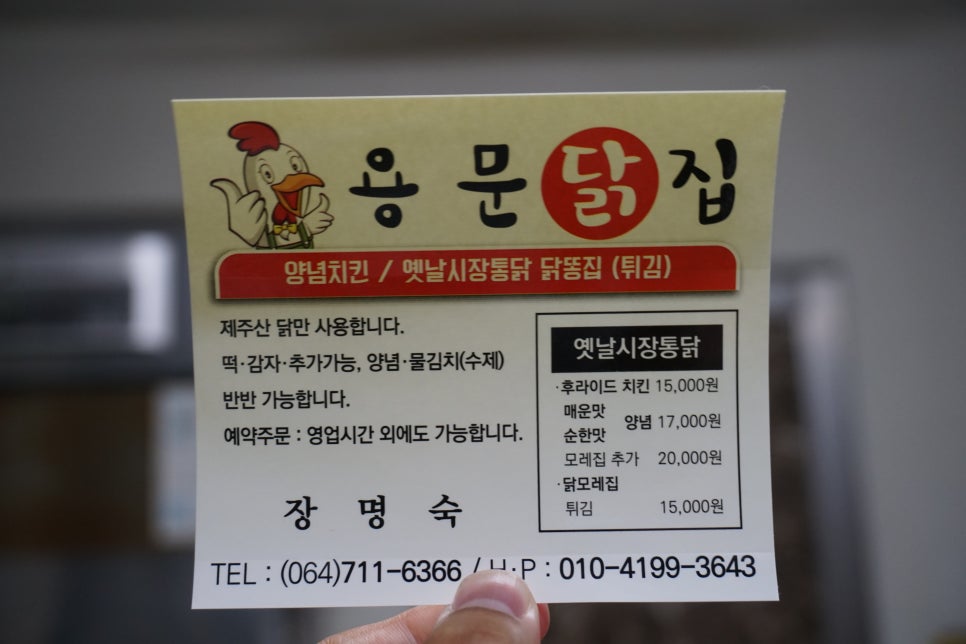 용문닭집
양념치킨 / 옛날시장통닭 닭똥집 (튀김)
제주산 닭만 사용합니다.
떡·감자·추가가능, 양념·물김치(수제)
반반 가능합니다.
예약주문 : 영업시간 외에도 가능합니다.
장명숙
옛날시장통닭
·후라이드 치킨 15,000원
매운맛
순한맛
양념 17,000원
모레집 추가 20,000원
·닭모레집
튀김 15,000원
TEL : (064)711-6366 / H·P : 010-4199-3643